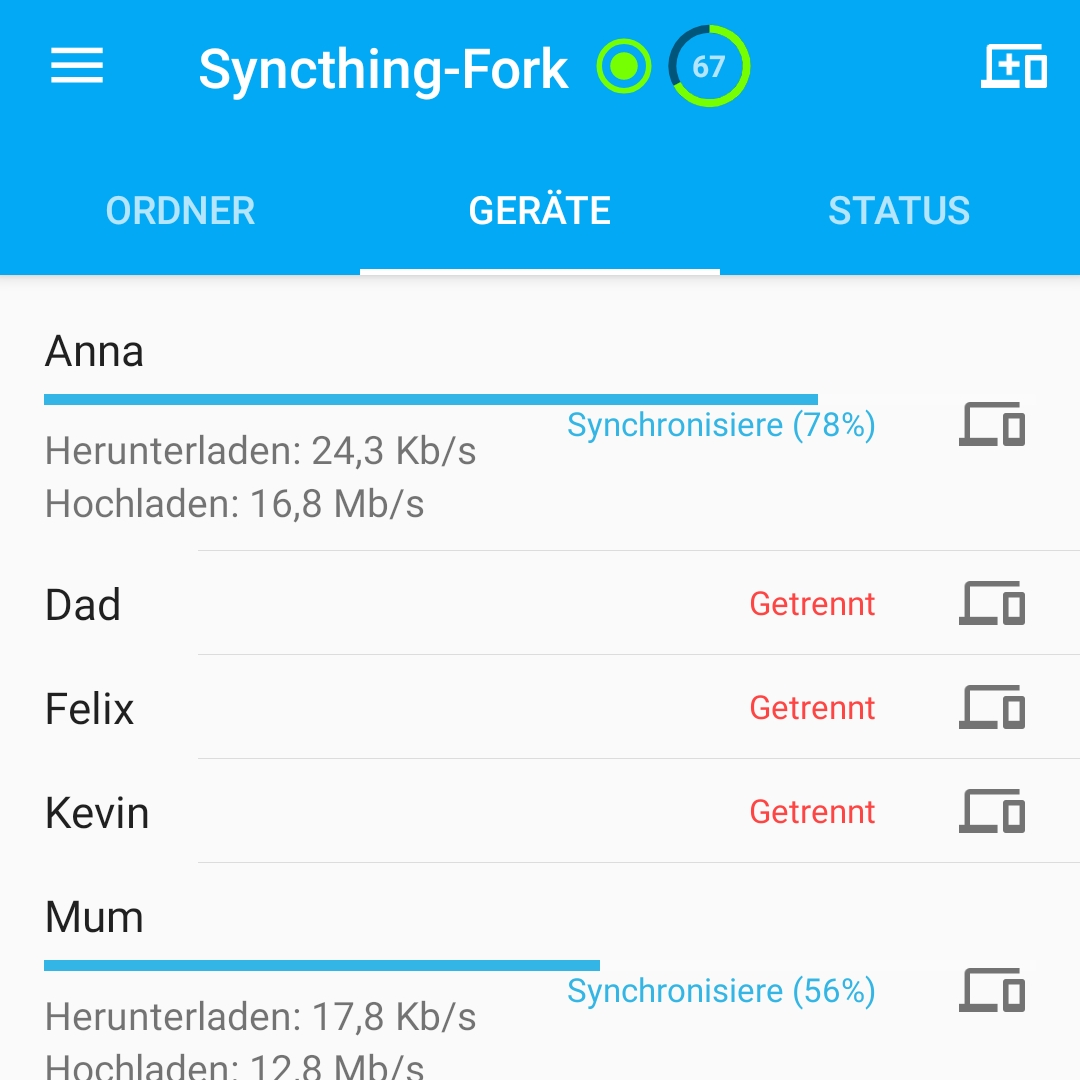 Syncthing-Fork 67
ORDNER GERÄTE STATUS
Anna
Synchronisiere (78%)
Herunterladen: 24,3 Kb/s
Hochladen: 16,8 Mb/s
Dad Getrennt
Felix Getrennt
Kevin Getrennt
Mum
Synchronisiere (56%)
Herunterladen: 17,8 Kb/s
Hochladen: 12,8 Mb/s